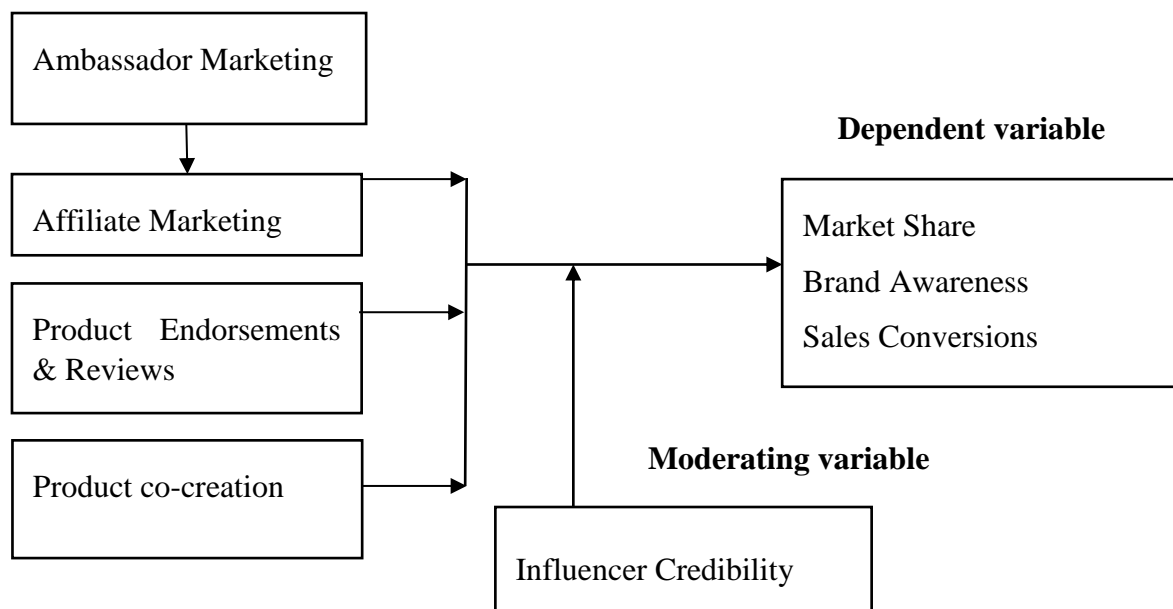 Ambassador Marketing
Dependent variable
Affiliate Marketing
Market Share
Brand Awareness
Sales Conversions
Product Endorsements
& Reviews
Product co-creation
Moderating variable
Influencer Credibility